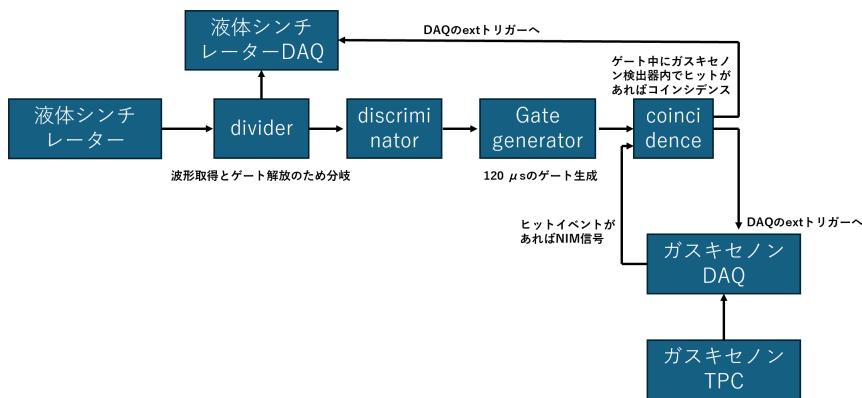 液体シンチ
レーターDAQ
DAQのextトリガーへ
ゲート中にガスキセノ
ン検出器内でヒットが
あればコインシデンス
液体シンチ
レーター
divider
discrimi
nator
Gate
generator
coinci
dence
波形取得とゲート解放のため分岐
120 μsのゲート生成
ヒットイベントが
あればNIM信号
DAQのextトリガーへ
ガスキセノン
DAQ
ガスキセノン
TPC